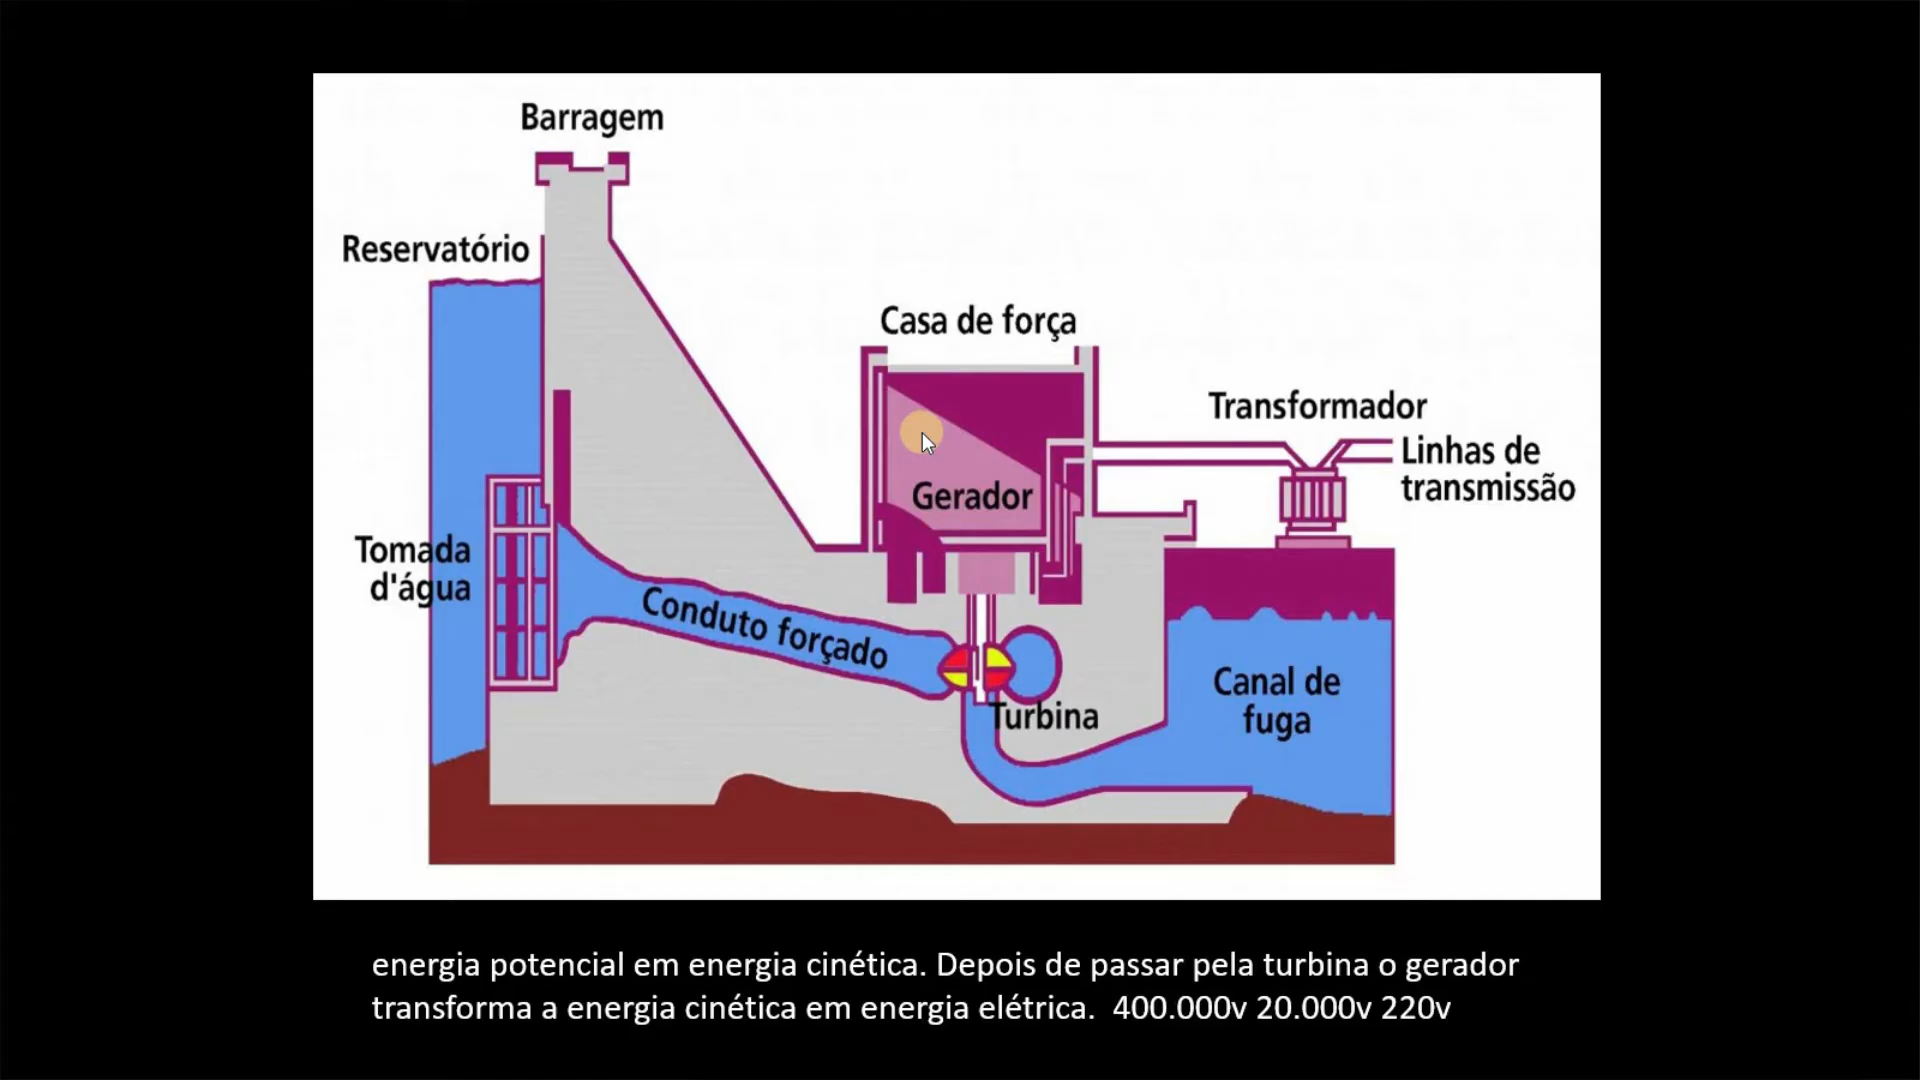 Barragem
Reservatório
Casa de força
Transformador
Linhas de
transmissão
Gerador
Tomada
d'água
Conduto forçado
Turbina
Canal de
fuga
energia potencial em energia cinética. Depois de passar pela turbina o gerador
transforma a energia cinética em energia elétrica.  400.000v 20.000v 220v